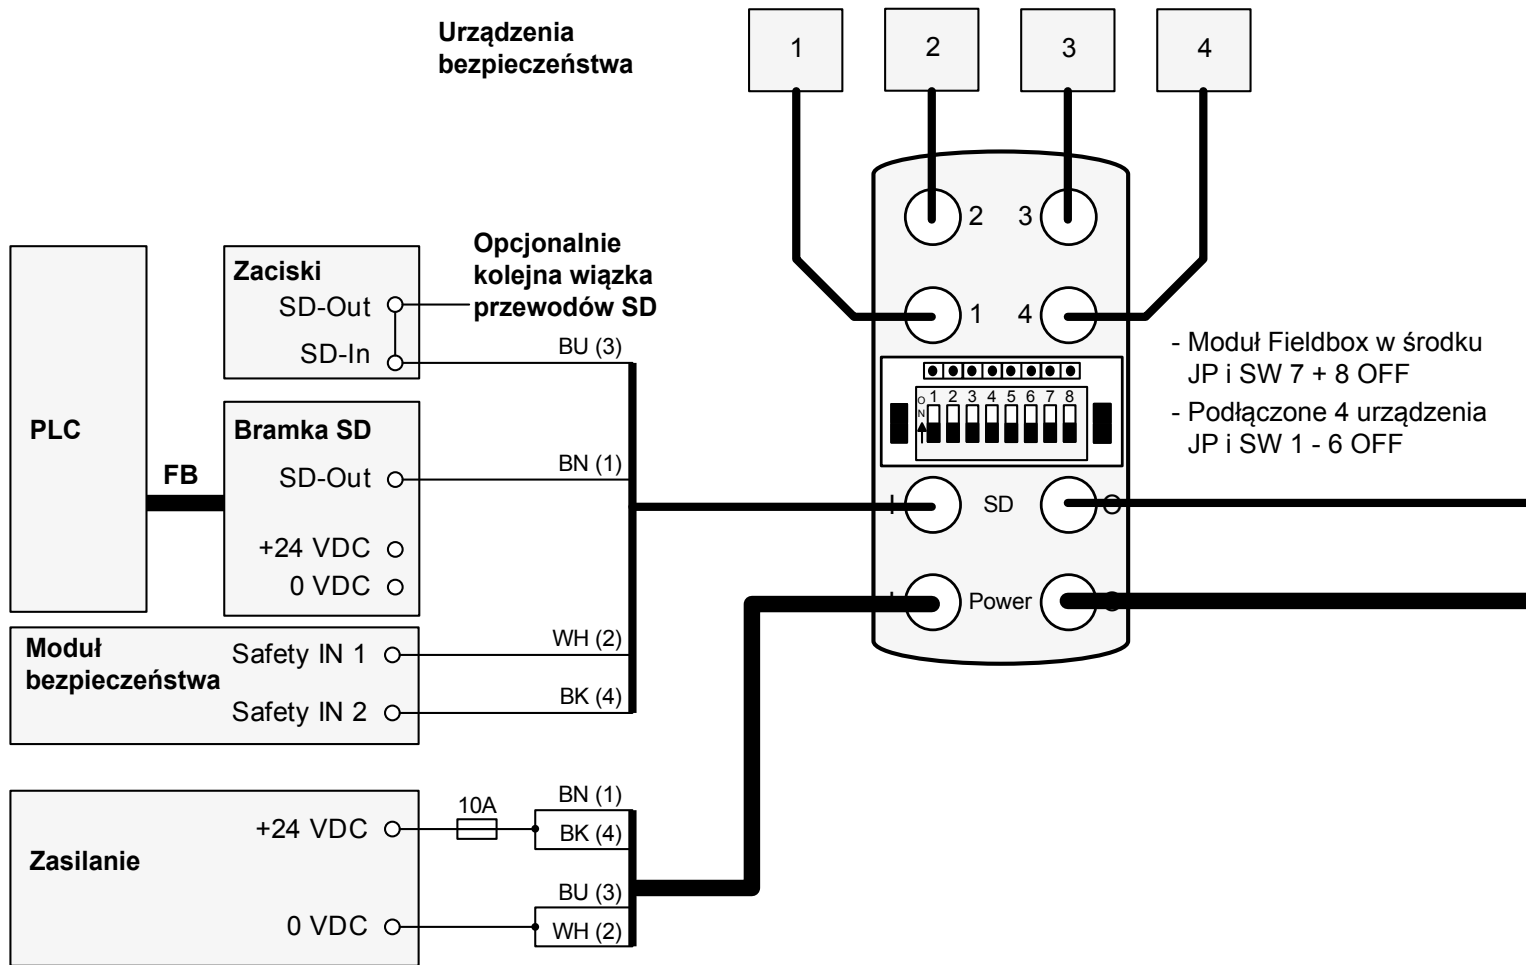 Urządzenia
bezpieczeństwa
1
2
3
4
2
3
1
4
Opcjonalnie
kolejna wiązka
przewodów SD
Zaciski
SD-Out
SD-In
BU (3)
- Moduł Fieldbox w środku
JP i SW 7 + 8 OFF
- Podłączone 4 urządzenia
JP i SW 1 - 6 OFF
ON
1 2 3 4 5 6 7 8
PLC
FB
Bramka SD
SD-Out
BN (1)
+24 VDC
0 VDC
I
SD
O
I
Power
O
Moduł
bezpieczeństwa
Safety IN 1
WH (2)
Safety IN 2
BK (4)
Zasilanie
+24 VDC
10A
BN (1)
BK (4)
0 VDC
BU (3)
WH (2)